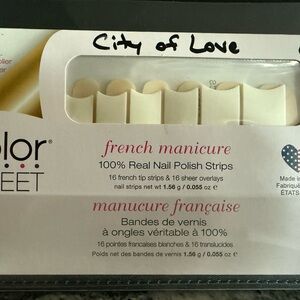 City of Love
olor®
EET
french manicure
100% Real Nail Polish Strips
16 french tip strips & 16 sheer overlays
nail strips net wt 1.56 g / 0.055 oz e
manucure française
Bandes de vernis
à ongles véritable à 100%
16 pointes francaises blanches & 16 translucides
Poids net des bandes de vernis 1.56 g / 0.055 oz e
Made in
Fabriqué
ÉTATS